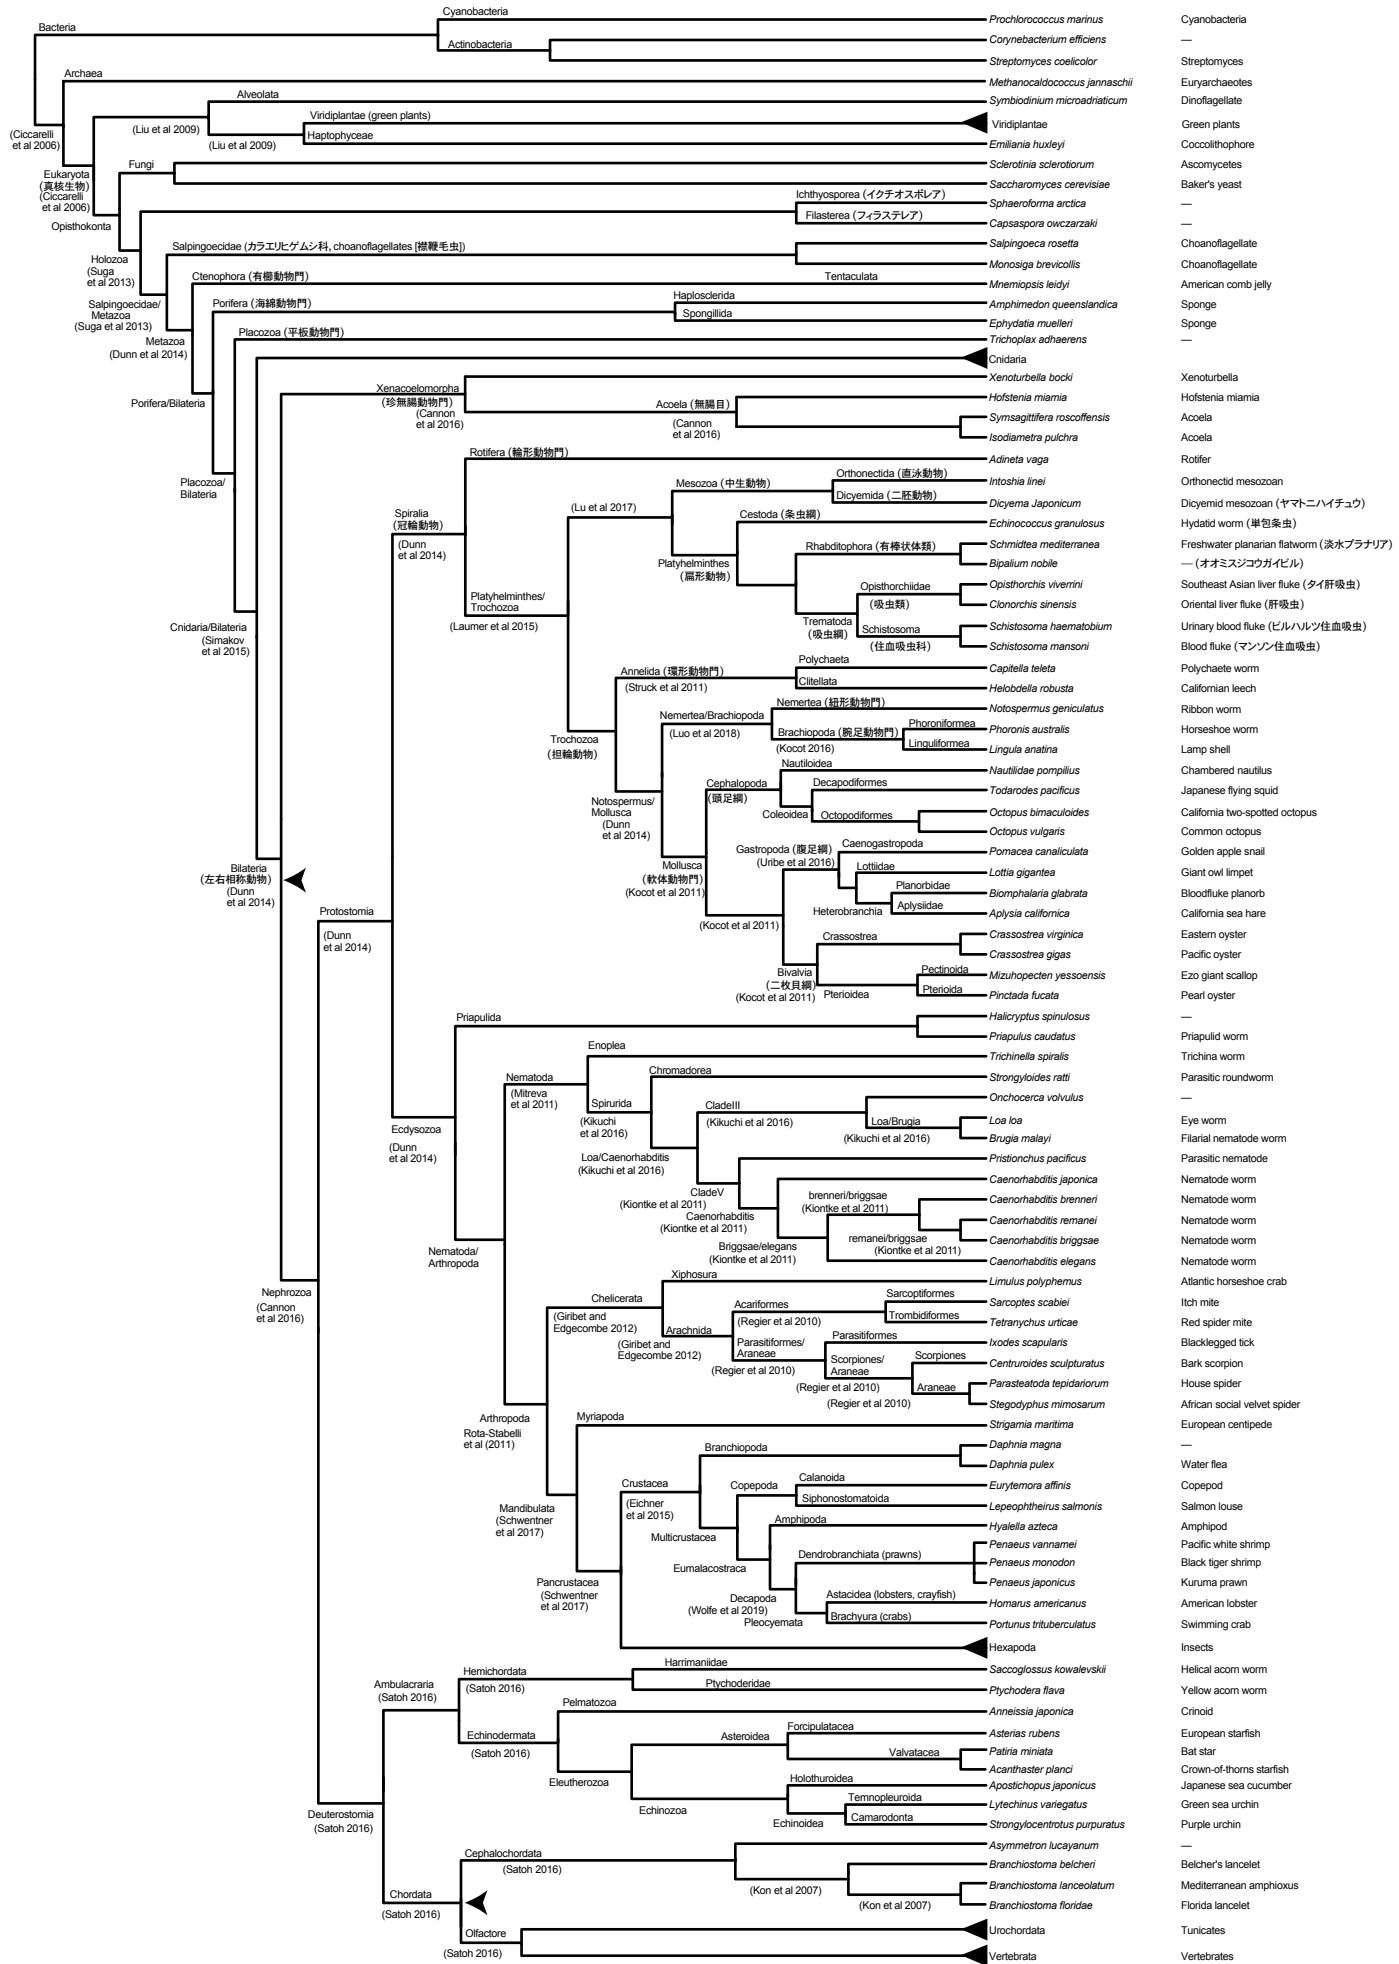 Cyanobacteria
Bacteria
Prochlorococcus marinus Cyanobacteria
Actinobacteria
Corynebacterium efficiens —
Streptomyces coelicolor Streptomyces
Archaea
Methanocaldococcus jannaschii Euryarchaeotes
Alveolata
Symbiodinium microadriaticum Dinoflagellate
(Ciccarelli
et al 2006)
(Liu et al 2009)
Viridiplantae (green plants)
Viridiplantae Green plants
(Liu et al 2009)
Haptophyceae
Emiliania huxleyi Coccolithophore
Eukaryota
(真核生物)
(Ciccarelli
et al 2006)
Fungi
Sclerotinia sclerotiorum Ascomycetes
Saccharomyces cerevisiae Baker's yeast
Opisthokonta
Ichthyosporea (イクチオスポレア)
Sphaeroforma arctica —
Filasterea (フィラステレア)
Capsaspora owczarzaki —
Holozoa
(Suga
et al 2013)
Salpingoecidae (カラエリヒゲムシ科, choanoflagellates [襟鞭毛虫])
Salpingoeca rosetta Choanoflagellate
Monosiga brevicollis Choanoflagellate
Salpingoecidae/
Metazoa
(Suga et al 2013)
Ctenophora (有櫛動物門)
Tentaculata
Mnemiopsis leidyi American comb jelly
Metazoa
(Dunn et al 2014)
Porifera (海綿動物門)
Haplosclerida
Amphimedon queenslandica Sponge
Spongillida
Ephydatia muelleri Sponge
Porifera/Bilateria
Placozoa (平板動物門)
Trichoplax adhaerens —
Cnidaria
Placozoa/
Bilateria
Xenacoelomorpha
(珍無腸動物門)
(Cannon
et al 2016)
Xenoturbella bocki Xenoturbella
Acoela (無腸目)
(Cannon
et al 2016)
Hofstenia miamia Hofstenia miamia
Symsagittifera roscoffensis Acoela
Isodiametra pulchra Acoela
Cnidaria/Bilateria
(Simakov
et al 2015)
Rotifera (輪形動物門)
Adineta vaga Rotifer
Spiralia
(冠輪動物)
(Dunn
et al 2014)
(Lu et al 2017)
Mesozoa (中生動物)
Orthonectida (直泳動物)
Intoshia linei Orthonectid mesozoan
Dicyemida (二胚動物)
Dicyema Japonicum Dicyemid mesozoan (ヤマトニハイチュウ)
Cestoda (条虫綱)
Echinococcus granulosus Hydatid worm (単包条虫)
Platyhelminthes
(扁形動物)
Rhabditophora (有棒状体類)
Schmidtea mediterranea Freshwater planarian flatworm (淡水プラナリア)
Bipalium nobile — (オオミスジコウガイビル)
Platyhelminthes/
Trochozoa
(Laumer et al 2015)
Opisthorchiidae
(吸虫類)
Opisthorchis viverrini Southeast Asian liver fluke (タイ肝吸虫)
Clonorchis sinensis Oriental liver fluke (肝吸虫)
Trematoda
(吸虫綱)
Schistosoma
(住血吸虫科)
Schistosoma haematobium Urinary blood fluke (ビルハルツ住血吸虫)
Schistosoma mansoni Blood fluke (マンソン住血吸虫)
Annelida (環形動物門)
(Struck et al 2011)
Polychaeta
Capitella teleta Polychaete worm
Clitellata
Helobdella robusta Californian leech
Trochozoa
(担輪動物)
Nemertea/Brachiopoda
(Luo et al 2018)
Nemertea (紐形動物門)
Notospermus geniculatus Ribbon worm
Brachiopoda (腕足動物門)
(Kocot 2016)
Phoroniformea
Phoronis australis Horseshoe worm
Linguliformea
Lingula anatina Lamp shell
Notospermus/
Mollusca
(Dunn
et al 2014)
Cephalopoda
(頭足綱)
Nautiloidea
Nautilidae pompilius Chambered nautilus
Coleoidea
Decapodiformes
Todarodes pacificus Japanese flying squid
Octopodiformes
Octopus bimaculoides California two-spotted octopus
Octopus vulgaris Common octopus
Mollusca
(軟体動物門)
(Kocot et al 2011)
Gastropoda (腹足綱)
(Uribe et al 2016)
Caenogastropoda
Pomacea canaliculata Golden apple snail
Lottiidae
Lottia gigantea Giant owl limpet
Heterobranchia
Planorbidae
Biomphalaria glabrata Bloodfluke planorb
Aplysiidae
Aplysia californica California sea hare
(Kocot et al 2011)
Crassostrea
Crassostrea virginica Eastern oyster
Crassostrea gigas Pacific oyster
Bivalvia
(二枚貝綱)
(Kocot et al 2011)
Pterioidea
Pectinoida
Mizuhopecten yessoensis Ezo giant scallop
Pterioida
Pinctada fucata Pearl oyster
Bilateria
(左右相称動物)
(Dunn
et al 2014)
Protostomia
(Dunn
et al 2014)
Priapulida
Halicryptus spinulosus —
Priapulus caudatus Priapulid worm
Ecdysozoa
(Dunn
et al 2014)
Nematoda
(Mitreva
et al 2011)
Enoplea
Trichinella spiralis Trichina worm
Spirurida
(Kikuchi
et al 2016)
Chromadorea
Strongyloides ratti Parasitic roundworm
Loa/Caenorhabditis
(Kikuchi et al 2016)
CladeIII
(Kikuchi et al 2016)
Onchocerca volvulus —
Loa/Brugia
(Kikuchi et al 2016)
Loa loa Eye worm
Brugia malayi Filarial nematode worm
CladeV
(Kiontke et al 2011)
Pristionchus pacificus Parasitic nematode
Caenorhabditis
(Kiontke et al 2011)
Caenorhabditis japonica Nematode worm
Briggsae/elegans
(Kiontke et al 2011)
brenneri/briggsae
(Kiontke et al 2011)
Caenorhabditis brenneri Nematode worm
remanei/briggsae
(Kiontke et al 2011)
Caenorhabditis remanei Nematode worm
Caenorhabditis briggsae Nematode worm
Caenorhabditis elegans Nematode worm
Nematoda/
Arthropoda
Nephrozoa
(Cannon
et al 2016)
Chelicerata
(Giribet and
Edgecombe 2012)
Xiphosura
Limulus polyphemus Atlantic horseshoe crab
Arachnida
(Giribet and
Edgecombe 2012)
Acariformes
(Regier et al 2010)
Sarcoptiformes
Sarcoptes scabiei Itch mite
Trombidiformes
Tetranychus urticae Red spider mite
Parasitiformes/
Araneae
(Regier et al 2010)
Parasitiformes
Ixodes scapularis Blacklegged tick
Scorpiones/
Araneae
(Regier et al 2010)
Scorpiones
Centruroides sculpturatus Bark scorpion
Araneae
(Regier et al 2010)
Parasteatoda tepidariorum House spider
Stegodyphus mimosarum African social velvet spider
Arthropoda
Rota-Stabelli
et al (2011)
Myriapoda
Strigamia maritima European centipede
Mandibulata
(Schwentner
et al 2017)
Crustacea
(Eichner
et al 2015)
Branchiopoda
Daphnia magna —
Daphnia pulex Water flea
Multicrustacea
Copepoda
Calanoida
Eurytemora affinis Copepod
Siphonostomatoida
Lepeophtheirus salmonis Salmon louse
Eumalacostraca
Amphipoda
Hyalella azteca Amphipod
Dendrobranchiata (prawns)
Penaeus vannamei Pacific white shrimp
Penaeus monodon Black tiger shrimp
Penaeus japonicus Kuruma prawn
Decapoda
(Wolfe et al 2019)
Pleocyemata
Astacidea (lobsters, crayfish)
Homarus americanus American lobster
Brachyura (crabs)
Portunus trituberculatus Swimming crab
Pancrustacea
(Schwentner
et al 2017)
Hexapoda Insects
Ambulacraria
(Satoh 2016)
Hemichordata
(Satoh 2016)
Harrimaniidae
Saccoglossus kowalevskii Helical acorn worm
Ptychoderidae
Ptychodera flava Yellow acorn worm
Echinodermata
(Satoh 2016)
Pelmatozoa
Anneissia japonica Crinoid
Eleutherozoa
Asteroidea
Forcipulatacea
Asterias rubens European starfish
Valvatacea
Patiria miniata Bat star
Acanthaster planci Crown-of-thorns starfish
Echinozoa
Holothuroidea
Apostichopus japonicus Japanese sea cucumber
Echinoidea
Temnopleuroida
Lytechinus variegatus Green sea urchin
Camarodonta
Strongylocentrotus purpuratus Purple urchin
Deuterostomia
(Satoh 2016)
Cephalochordata
(Satoh 2016)
Asymmetron lucayanum —
(Kon et al 2007)
Branchiostoma belcheri Belcher's lancelet
(Kon et al 2007)
Branchiostoma lanceolatum Mediterranean amphioxus
Branchiostoma floridae Florida lancelet
Chordata
(Satoh 2016)
Olfactore
(Satoh 2016)
Urochordata Tunicates
Vertebrata Vertebrates